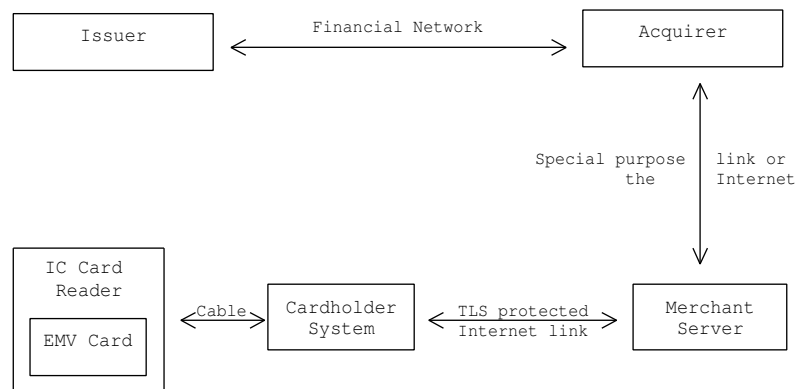 Issuer
Financial Network
Acquirer
Special purpose link or
the Internet
IC Card
Reader
EMV Card
Cable
Cardholder
System
TLS protected
Internet link
Merchant
Server